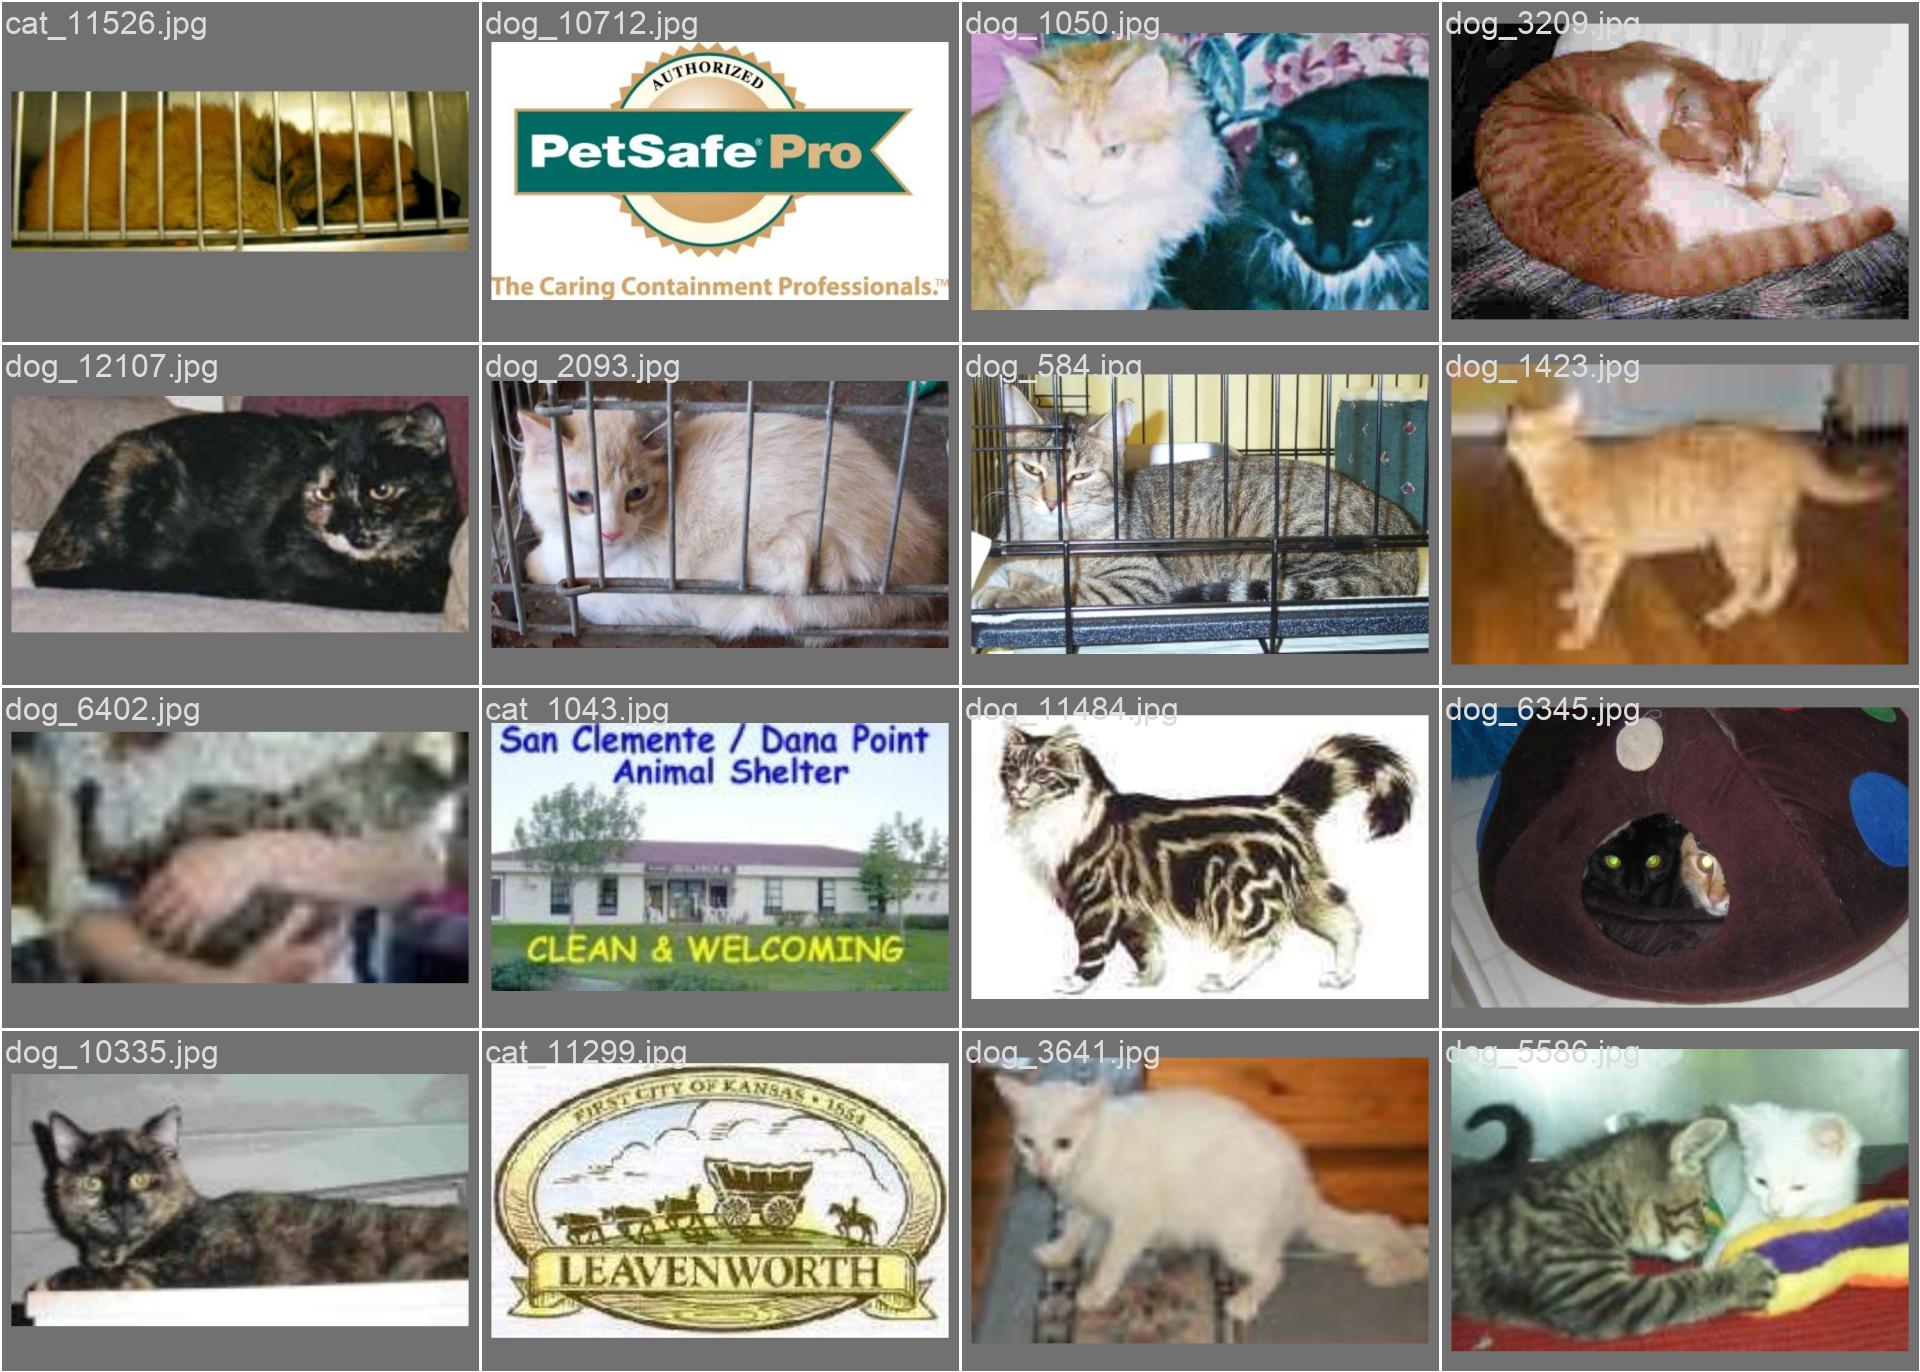 cat_11526.jpg
dog_10712.jpg
dog_1050.jpg
dog_3209.jpg
AUTHORIZED
PetSafe® Pro
The Caring Containment Professionals.™
dog_12107.jpg
dog_2093.jpg
dog_584.jpg
dog_1423.jpg
dog_6402.jpg
cat_1043.jpg
dog_11484.jpg
dog_6345.jpg
San Clemente / Dana Point
Animal Shelter
CLEAN & WELCOMING
dog_10335.jpg
cat_11299.jpg
dog_3641.jpg
dog_5586.jpg
FIRST CITY OF KANSAS • 1854
LEAVENWORTH